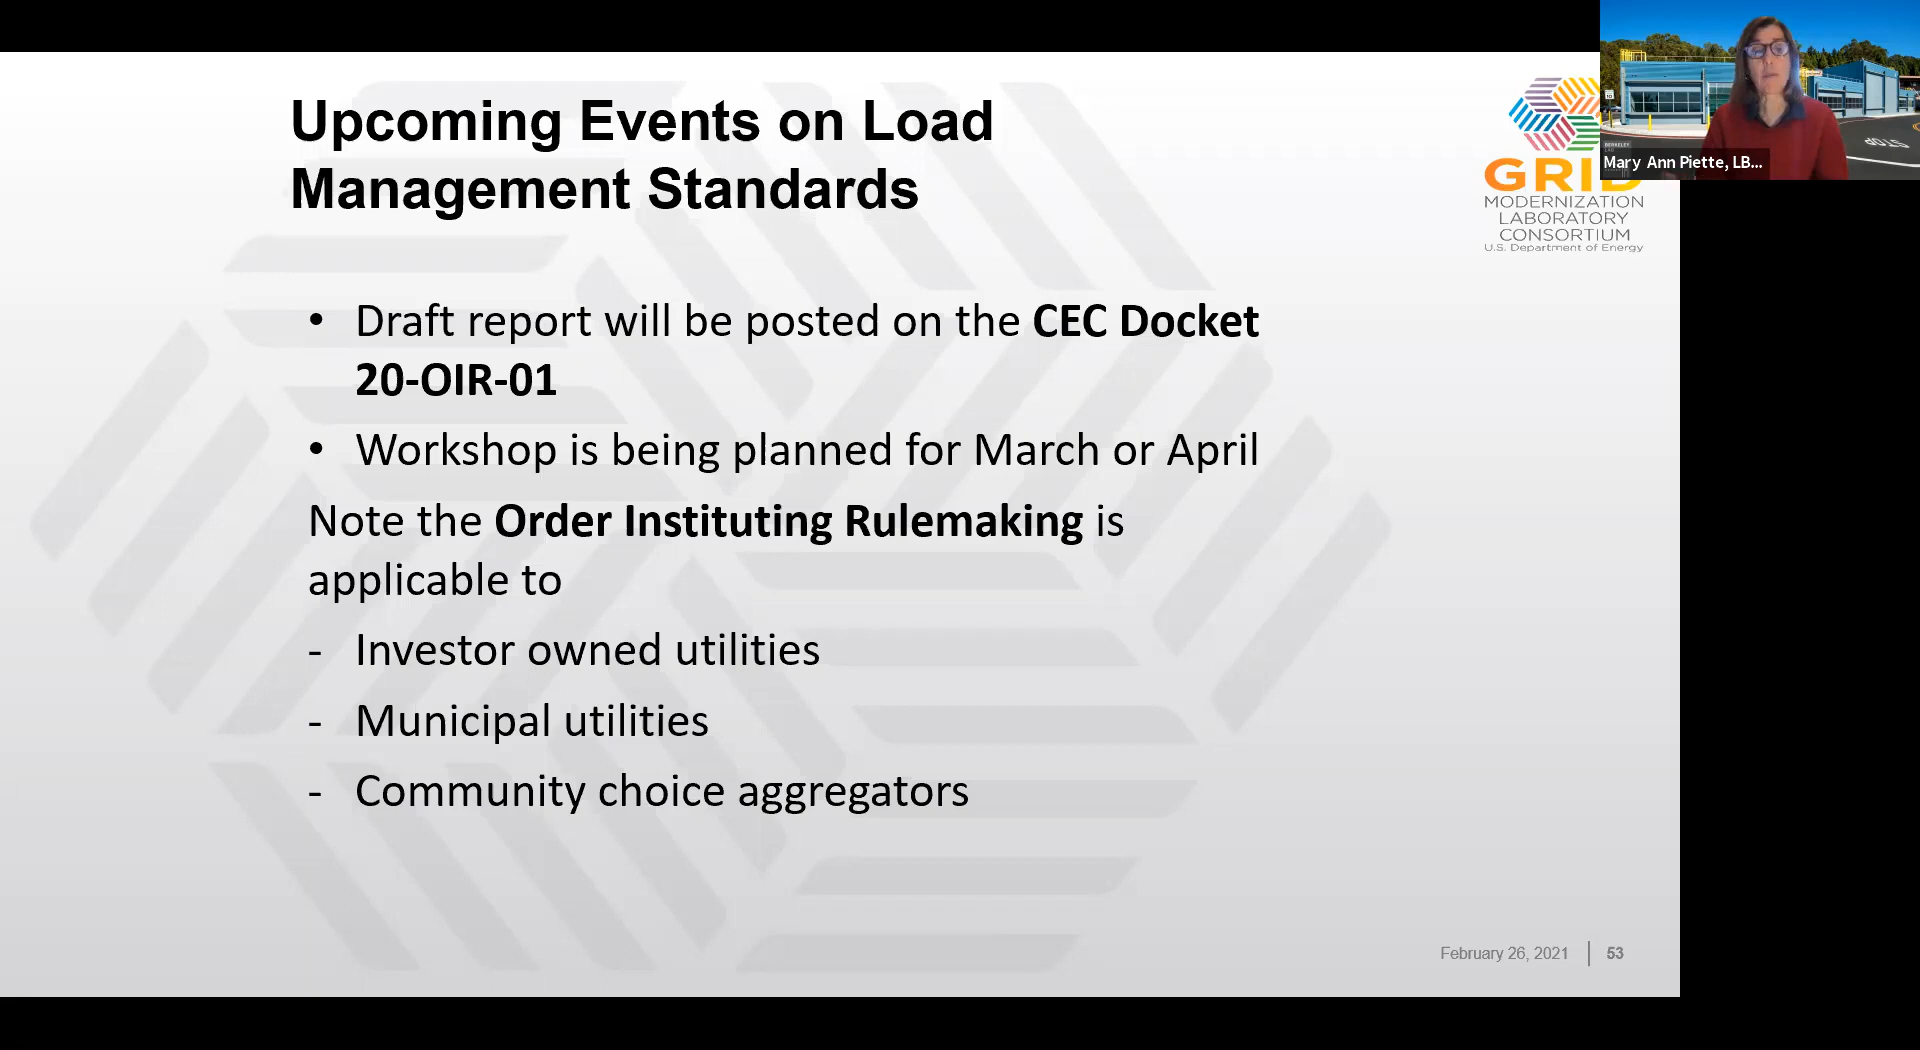 Upcoming Events on Load
Management Standards
GRID
MODERNIZATION
LABORATORY
CONSORTIUM
U.S. Department of Energy
Mary Ann Piette, LB...
STOP
• Draft report will be posted on the CEC Docket
20-OIR-01
• Workshop is being planned for March or April
Note the Order Instituting Rulemaking is
applicable to
- Investor owned utilities
- Municipal utilities
- Community choice aggregators
February 26, 2021 | 53